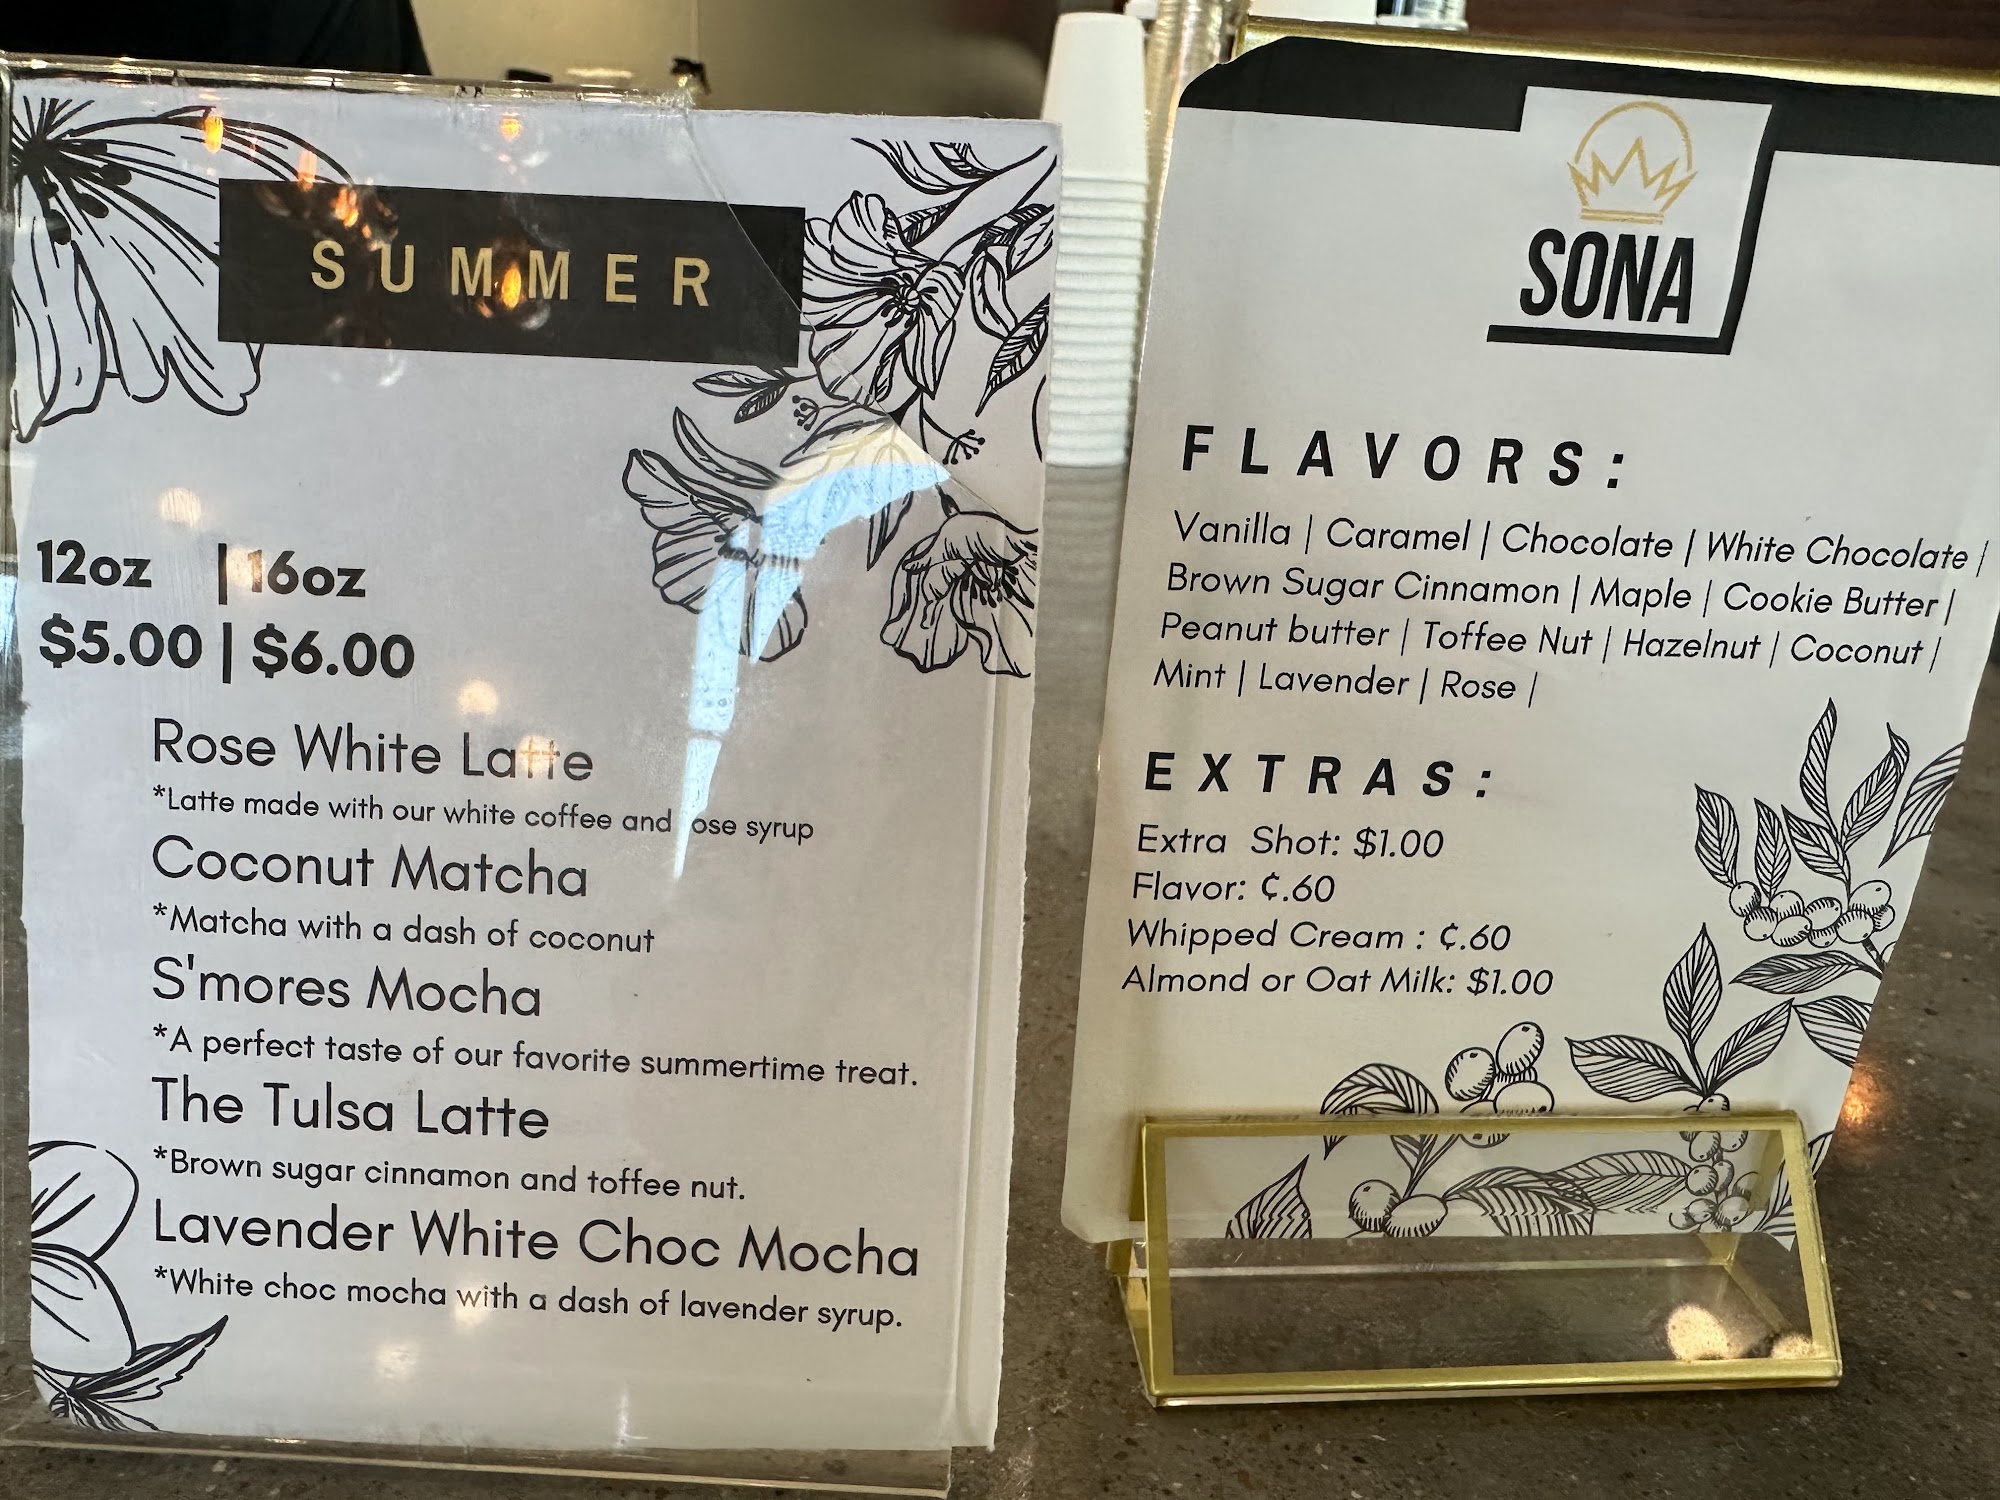 SUMMER
12oz | 16oz
$5.00 | $6.00
Rose White Latte
*Latte made with our white coffee and rose syrup
Coconut Matcha
*Matcha with a dash of coconut
S'mores Mocha
*A perfect taste of our favorite summertime treat.
The Tulsa Latte
*Brown sugar cinnamon and toffee nut.
Lavender White Choc Mocha
*White choc mocha with a dash of lavender syrup.
SONA
FLAVORS:
Vanilla | Caramel | Chocolate | White Chocolate |
Brown Sugar Cinnamon | Maple | Cookie Butter |
Peanut butter | Toffee Nut | Hazelnut | Coconut |
Mint | Lavender | Rose |
EXTRAS:
Extra Shot: $1.00
Flavor: ₵.60
Whipped Cream : ₵.60
Almond or Oat Milk: $1.00